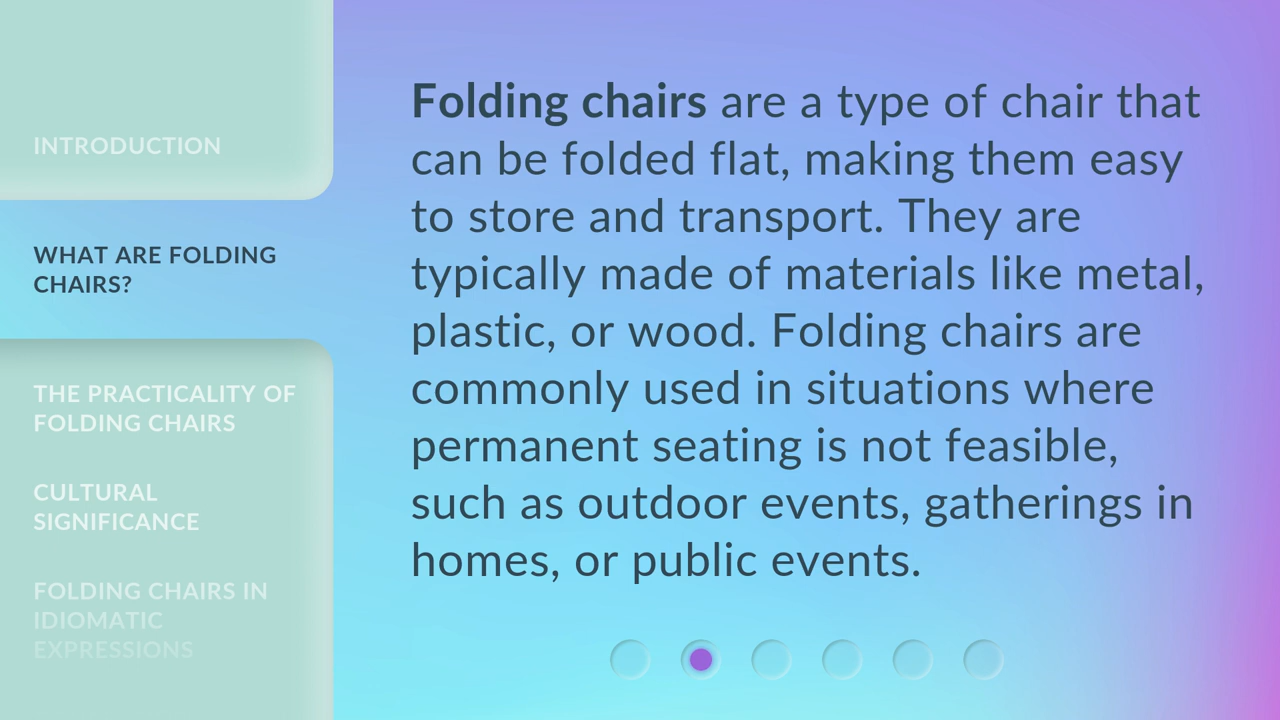 INTRODUCTION
WHAT ARE FOLDING
CHAIRS?
THE PRACTICALITY OF
FOLDING CHAIRS
CULTURAL
SIGNIFICANCE
FOLDING CHAIRS IN
IDIOMATIC
EXPRESSIONS
Folding chairs are a type of chair that
can be folded flat, making them easy
to store and transport. They are
typically made of materials like metal,
plastic, or wood. Folding chairs are
commonly used in situations where
permanent seating is not feasible,
such as outdoor events, gatherings in
homes, or public events.